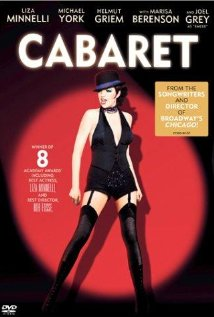 LIZA MINNELLI
MICHAEL YORK
HELMUT GRIEM
WITH MARISA BERENSON
AND JOEL GREY
AS "EMCEE"
CABARET
FROM THE
SONGWRITERS
AND
DIRECTOR
OF
BROADWAY'S
CHICAGO!
WINNER OF
8
ACADEMY AWARDS
INCLUDING
BEST ACTRESS,
LIZA MINNELLI
AND
BEST DIRECTOR,
BOB FOSSE.
DVD